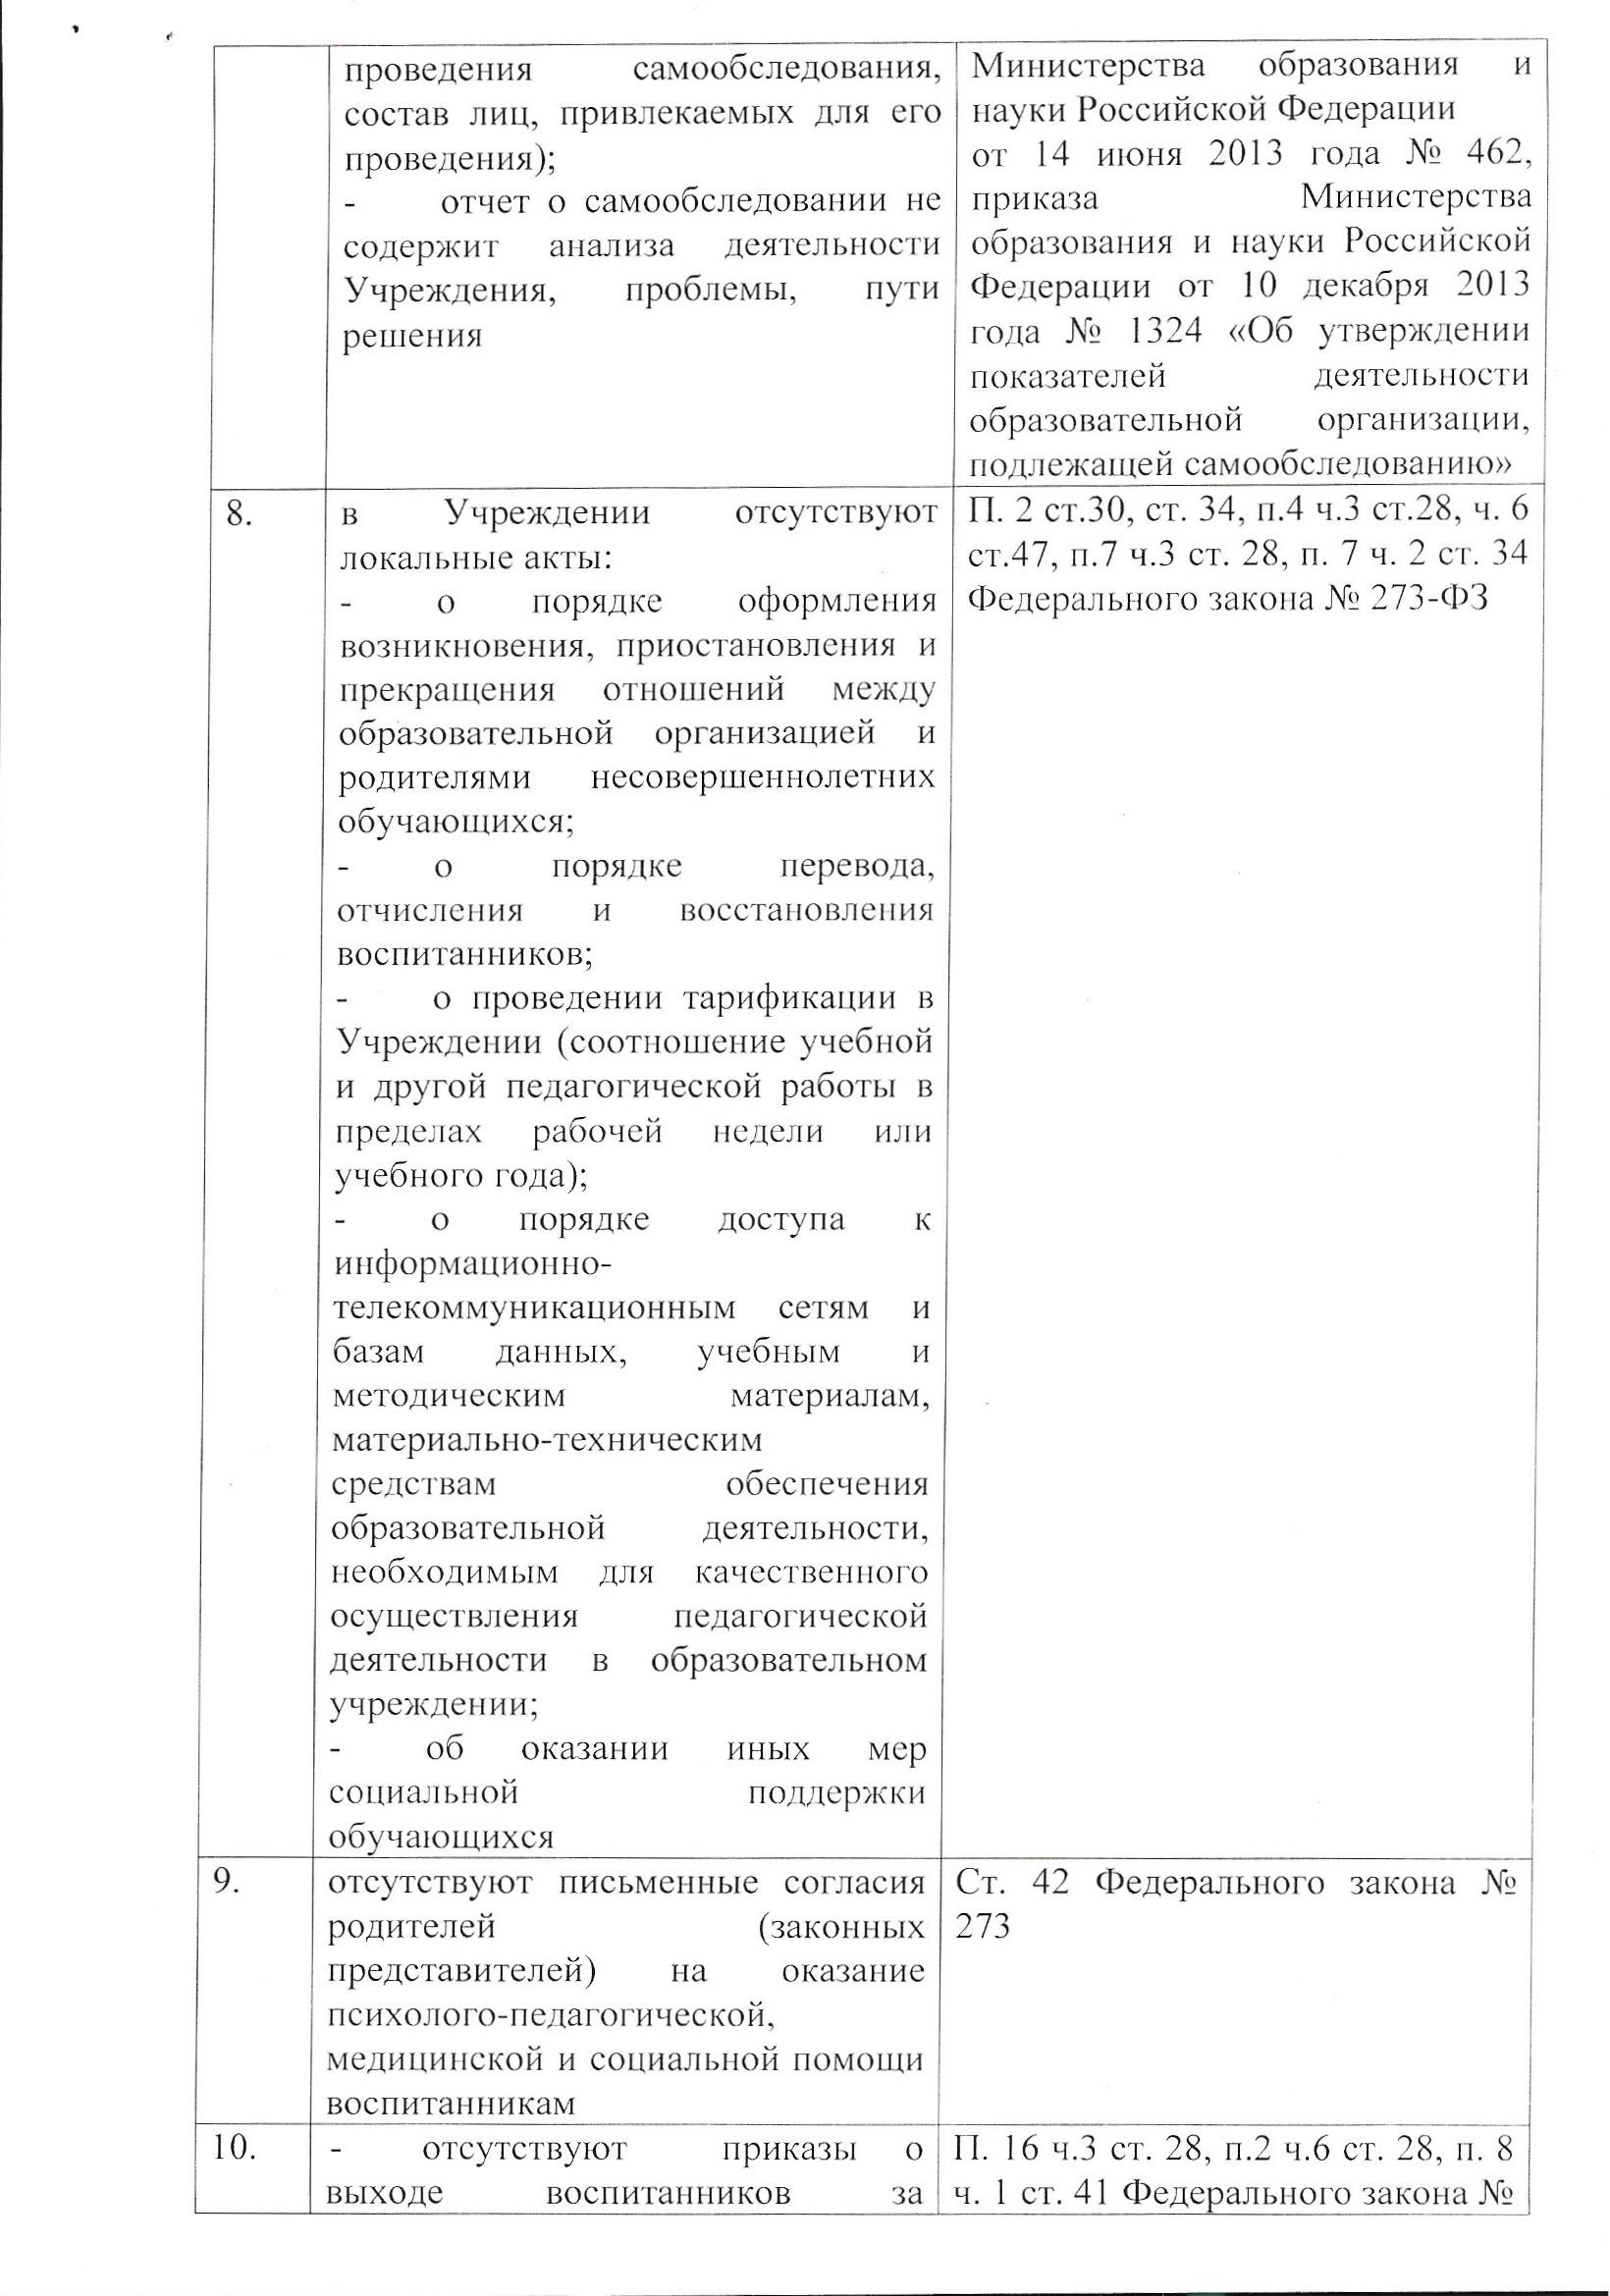 проведения самообследования,
состав лиц, привлекаемых для его
проведения);
- отчет о самообследовании не
содержит анализа деятельности
Учреждения, проблемы, пути
решения
Министерства образования и
науки Российской Федерации
от 14 июня 2013 года № 462,
приказа Министерства
образования и науки Российской
Федерации от 10 декабря 2013
года № 1324 «Об утверждении
показателей деятельности
образовательной организации,
подлежащей самообследованию»
8.
в Учреждении отсутствуют
локальные акты:
- о порядке оформления
возникновения, приостановления и
прекращения отношений между
образовательной организацией и
родителями несовершеннолетних
обучающихся;
- о порядке перевода,
отчисления и восстановления
воспитанников;
- о проведении тарификации в
Учреждении (соотношение учебной
и другой педагогической работы в
пределах рабочей недели или
учебного года);
- о порядке доступа к
информационно-
телекоммуникационным сетям и
базам данных, учебным и
методическим материалам,
материально-техническим
средствам обеспечения
образовательной деятельности,
необходимым для качественного
осуществления педагогической
деятельности в образовательном
учреждении;
- об оказании иных мер
социальной поддержки
обучающихся
П. 2 ст.30, ст. 34, п.4 ч.3 ст.28, ч. 6
ст.47, п.7 ч.3 ст. 28, п. 7 ч. 2 ст. 34
Федерального закона № 273-ФЗ
9.
отсутствуют письменные согласия
родителей (законных
представителей) на оказание
психолого-педагогической,
медицинской и социальной помощи
воспитанникам
Ст. 42 Федерального закона №
273
10.
- отсутствуют приказы о
выходе воспитанников за
П. 16 ч.3 ст. 28, п.2 ч.6 ст. 28, п. 8
ч. 1 ст. 41 Федерального закона №